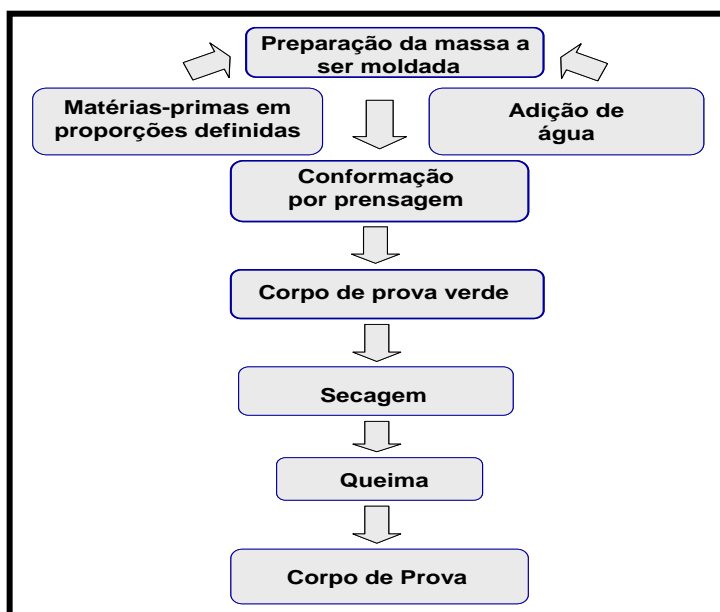 Preparação da massa a
ser moldada
Matérias-primas em
proporções definidas
Adição de
água
Conformação
por prensagem
Corpo de prova verde
Secagem
Queima
Corpo de Prova